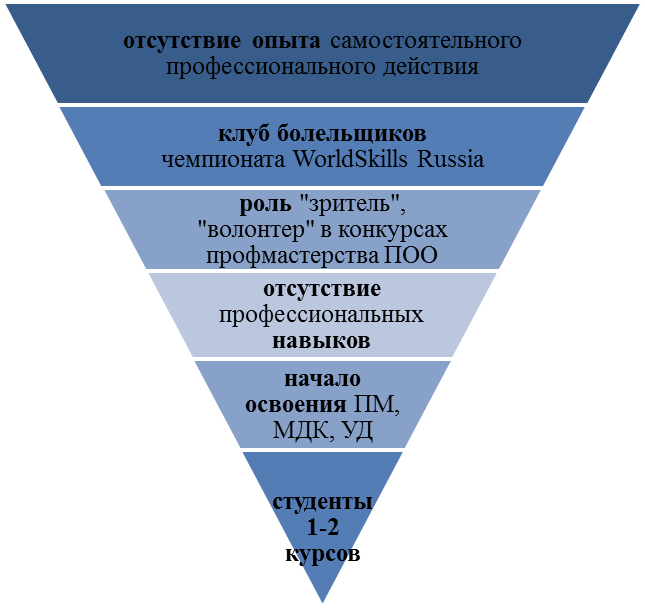 отсутствие опыта самостоятельного
профессионального действия
клуб болельщиков
чемпионата WorldSkills Russia
роль "зритель",
"волонтер" в конкурсах
профмастерства ПОО
отсутствие
профессиональных
навыков
начало
освоения ПМ,
МДК, УД
студенты
1-2
курсов